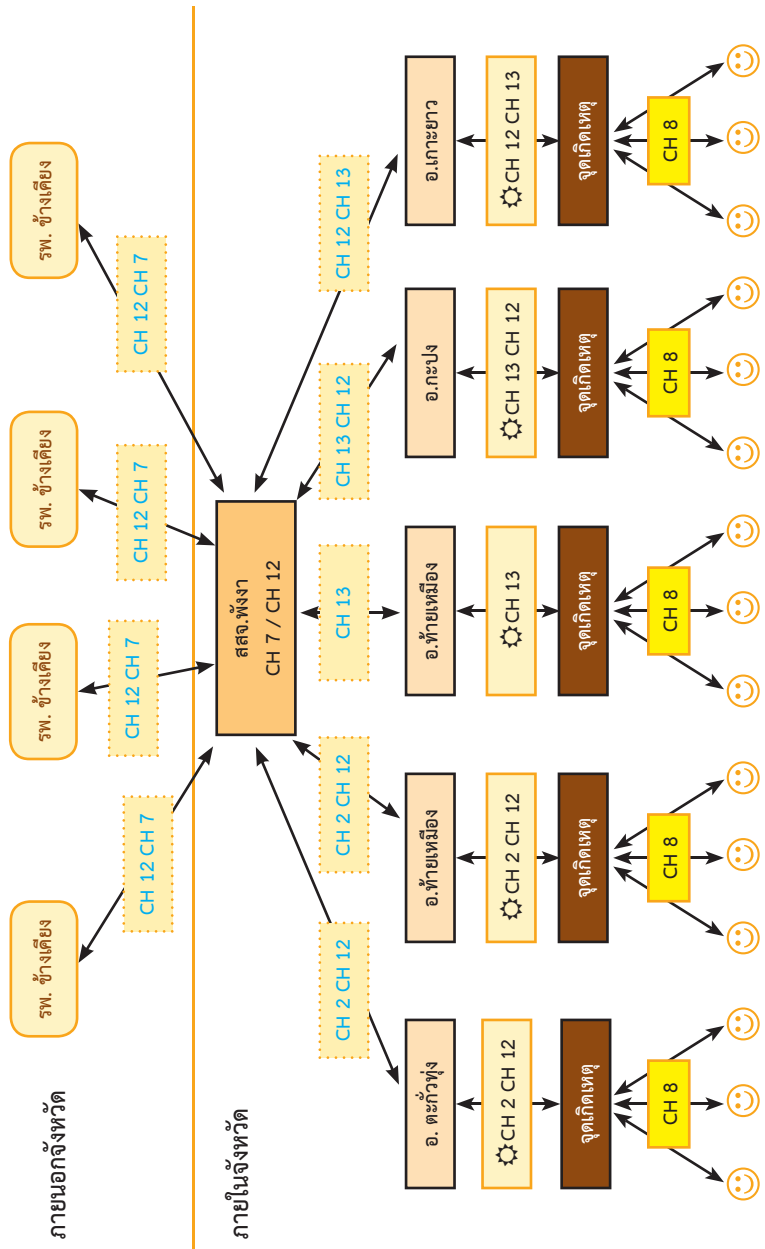 ภายนอกจังหวัด
รพ. ข้างเคียง
รพ. ข้างเคียง
รพ. ข้างเคียง
รพ. ข้างเคียง
CH 12 CH 7
CH 12 CH 7
CH 12 CH 7
CH 12 CH 7
ภายในจังหวัด
สสจ.พังงา
CH 7 / CH 12
CH 2 CH 12
CH 2 CH 12
CH 13
CH 13 CH 12
CH 12 CH 13
อ. ตะกั่วทุ่ง
อ.ท้ายเหมือง
อ.ท้ายเหมือง
อ.กะปง
อ.เกาะยาว
CH 2 CH 12
CH 2 CH 12
CH 13
CH 13 CH 12
CH 12 CH 13
จุดเกิดเหตุ
จุดเกิดเหตุ
จุดเกิดเหตุ
จุดเกิดเหตุ
จุดเกิดเหตุ
CH 8
CH 8
CH 8
CH 8
CH 8